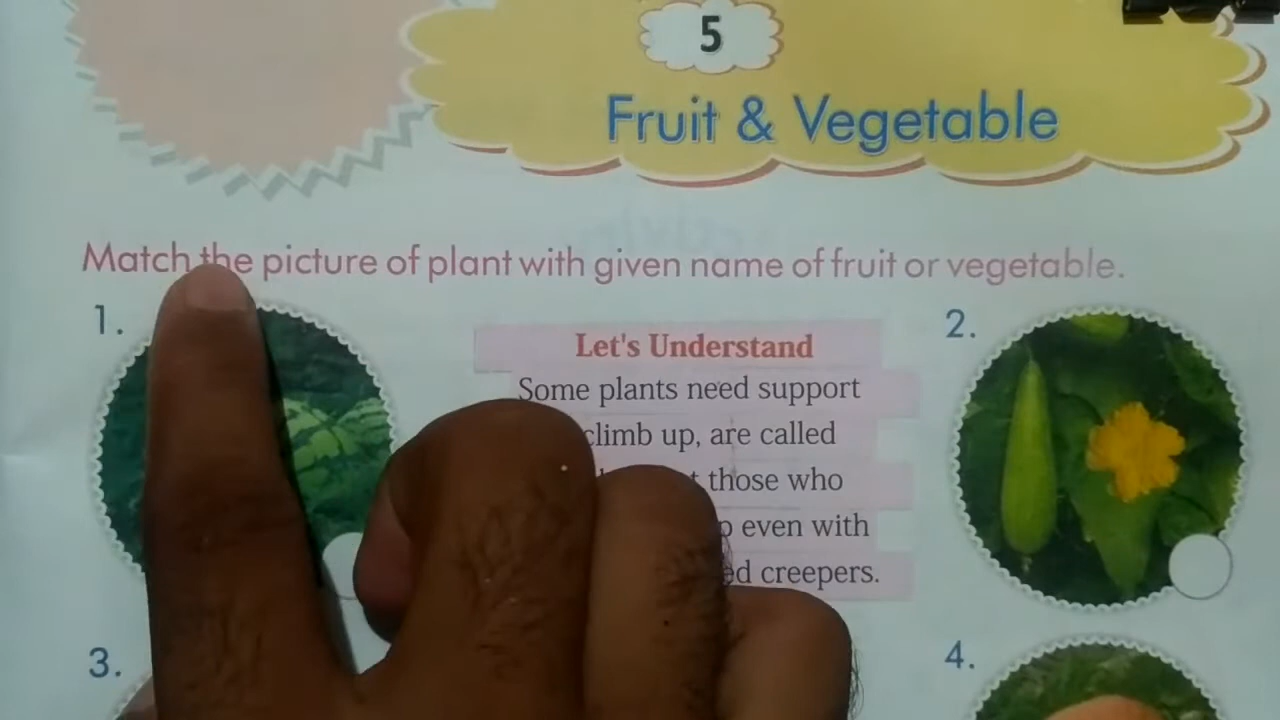 5
Fruit & Vegetable
Match the picture of plant with given name of fruit or vegetable.
1.
Let's Understand
2.
Some plants need support
climb up, are called
those who
even with
creepers.
3.
4.